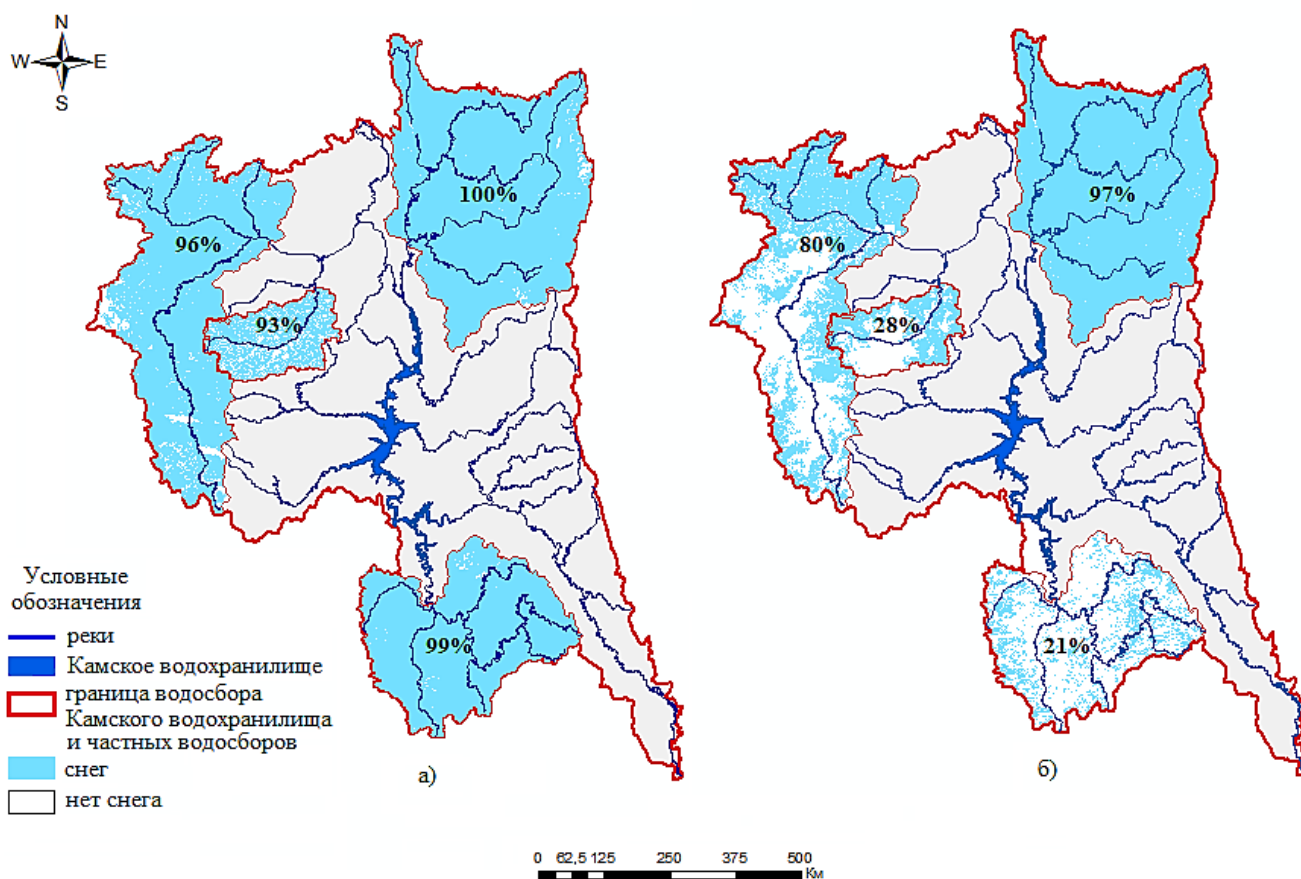 N
W E
S
100%
96%
93%
99%
97%
80%
28%
21%
Условные
обозначения
реки
Камское водохранилище
граница водосбора
Камского водохранилища
и частных водосборов
снег
нет снега
а)
б)
0 62,5 125 250 375 500
Км